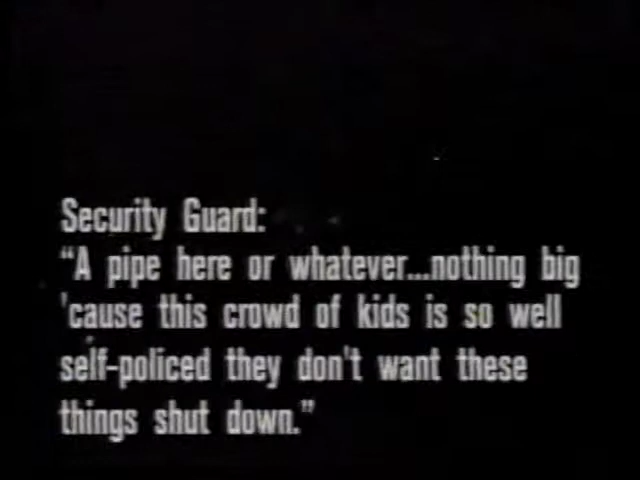 Security Guard:
“A pipe here or whatever...nothing big
'cause this crowd of kids is so well
self-policed they don't want these
things shut down.”